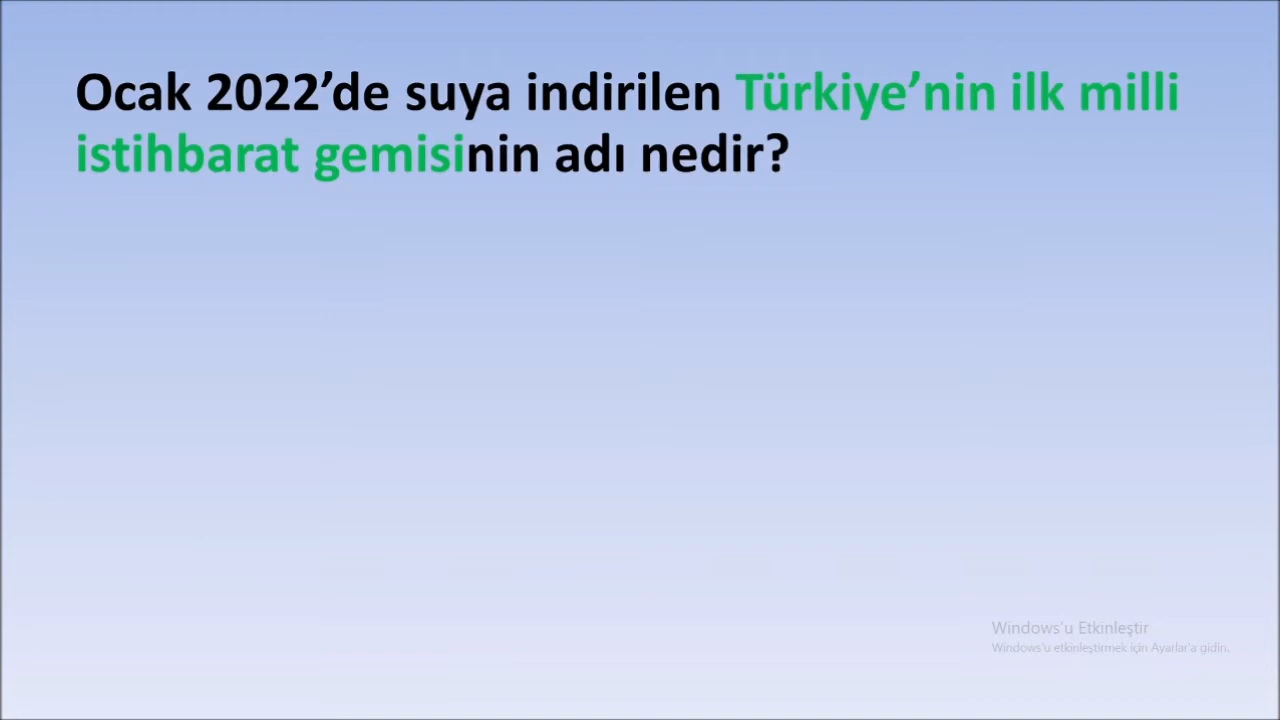 Ocak 2022’de suya indirilen Türkiye’nin ilk milli
istihbarat gemisinin adı nedir?
Windows'u Etkinleştir
Windows'u etkinleştirmek için Ayarlar'a gidin.